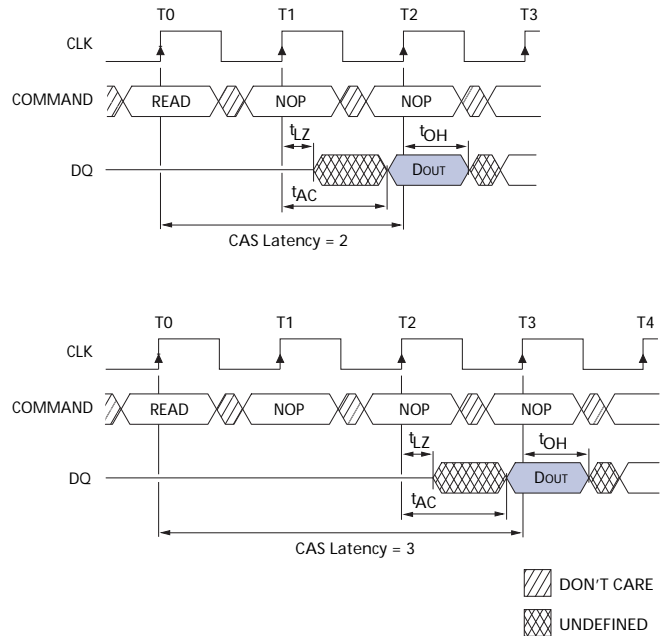 T0 T1 T2 T3
CLK
COMMAND READ NOP NOP
tLZ tOH
DQ DOUT
tAC
CAS Latency = 2
T0 T1 T2 T3 T4
CLK
COMMAND READ NOP NOP NOP
tLZ tOH
DQ DOUT
tAC
CAS Latency = 3
DON'T CARE
UNDEFINED